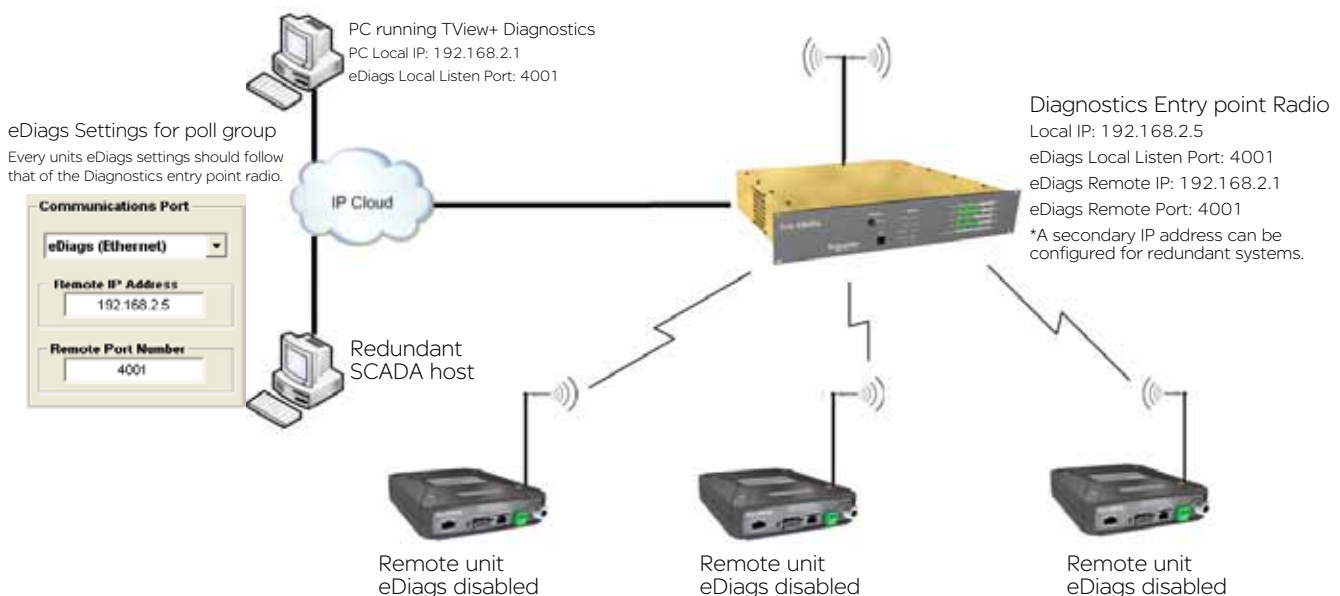 PC running TView+ Diagnostics
PC Local IP: 192.168.2.1
eDiags Local Listen Port: 4001
eDiags Settings for poll group
Every units eDiags settings should follow
that of the Diagnostics entry point radio.
Communications Port
eDiags (Ethernet)
Remote IP Address
192.168.2.5
Remote Port Number
4001
IP Cloud
Redundant
SCADA host
Diagnostics Entry point Radio
Local IP: 192.168.2.5
eDiags Local Listen Port: 4001
eDiags Remote IP: 192.168.2.1
eDiags Remote Port: 4001
*A secondary IP address can be
configured for redundant systems.
Remote unit
eDiags disabled
Remote unit
eDiags disabled
Remote unit
eDiags disabled